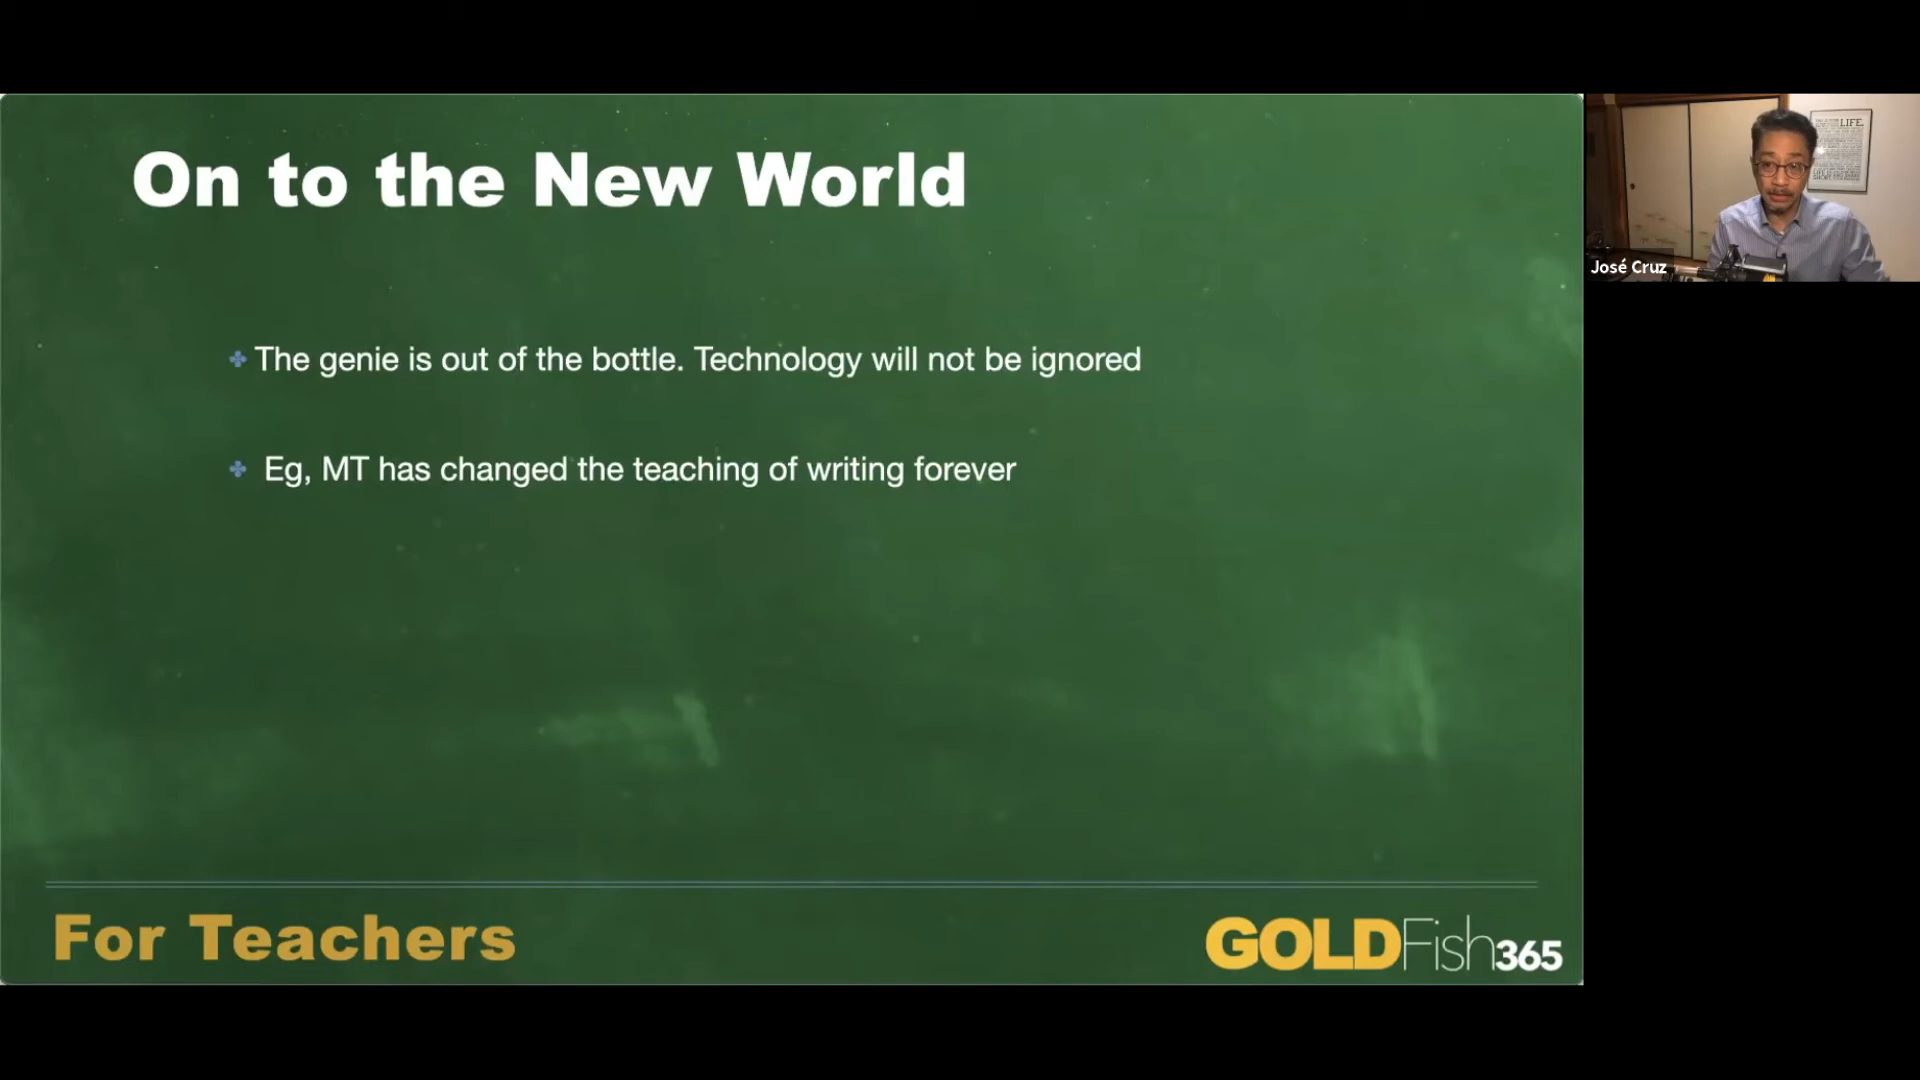 On to the New World
The genie is out of the bottle. Technology will not be ignored
Eg, MT has changed the teaching of writing forever
For Teachers
GOLDFish365
José Cruz
LIFE.